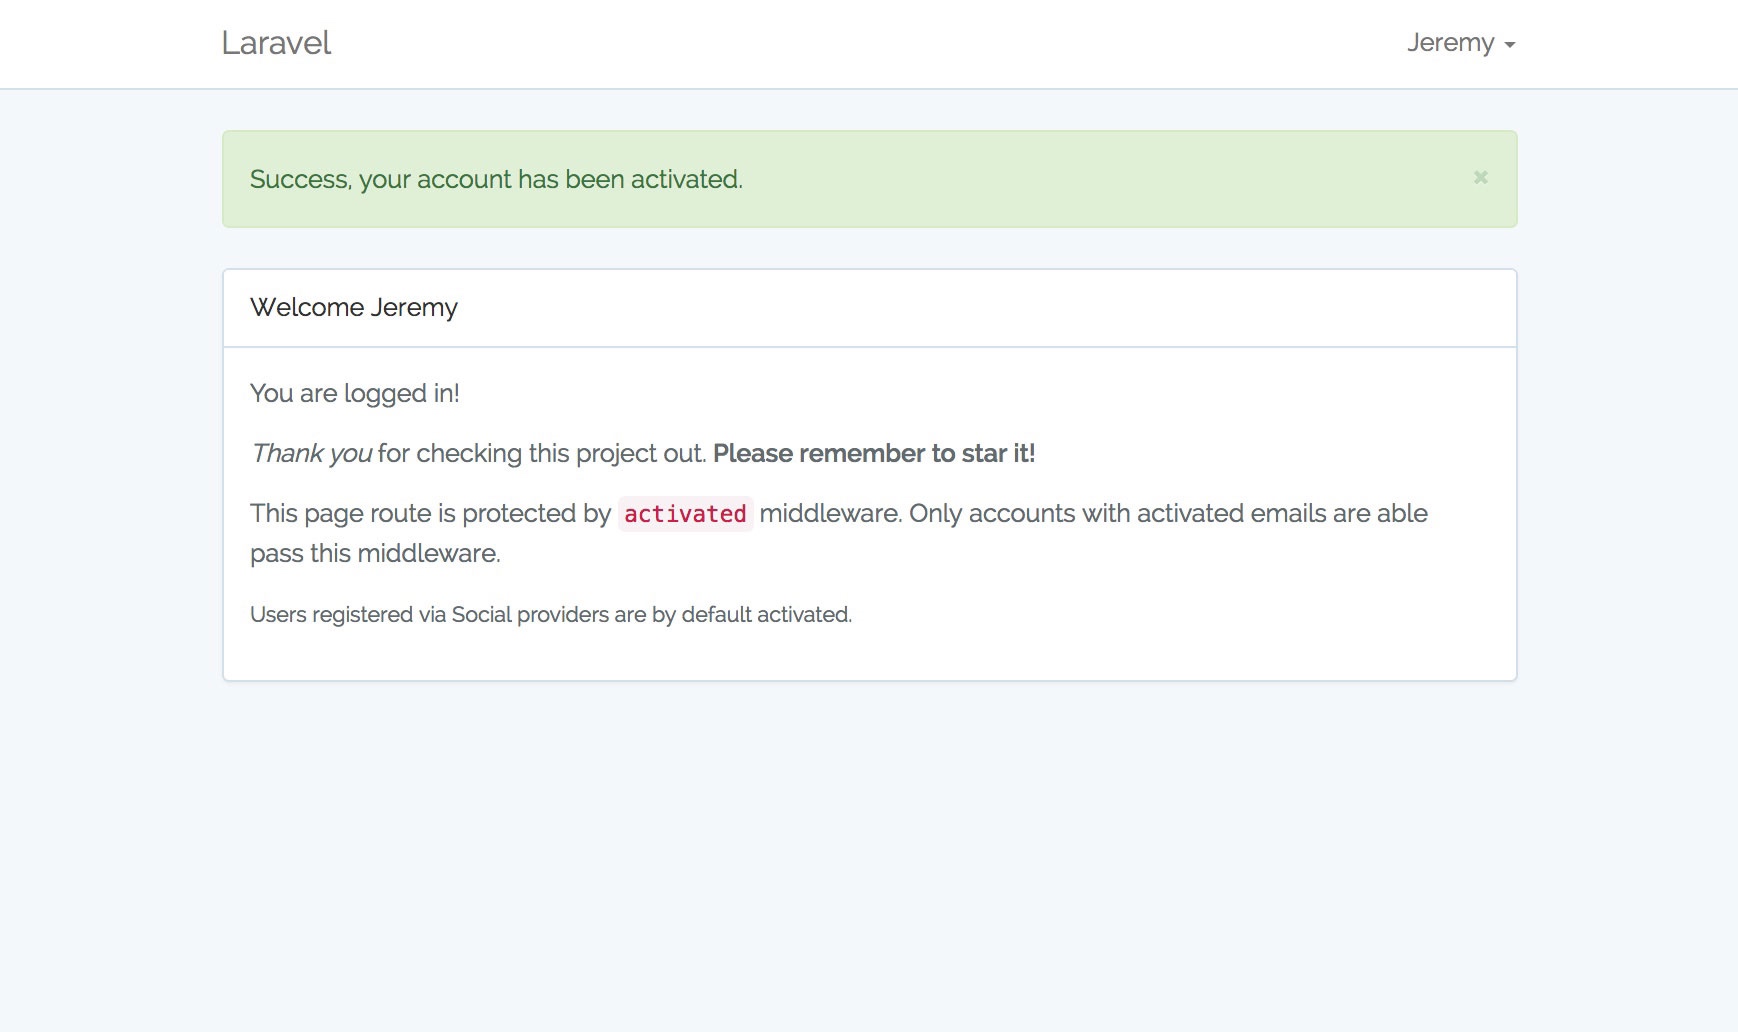 Laravel
Jeremy
Success, your account has been activated.
Welcome Jeremy
You are logged in!
Thank you for checking this project out. Please remember to star it!
This page route is protected by activated middleware. Only accounts with activated emails are able
pass this middleware.
Users registered via Social providers are by default activated.